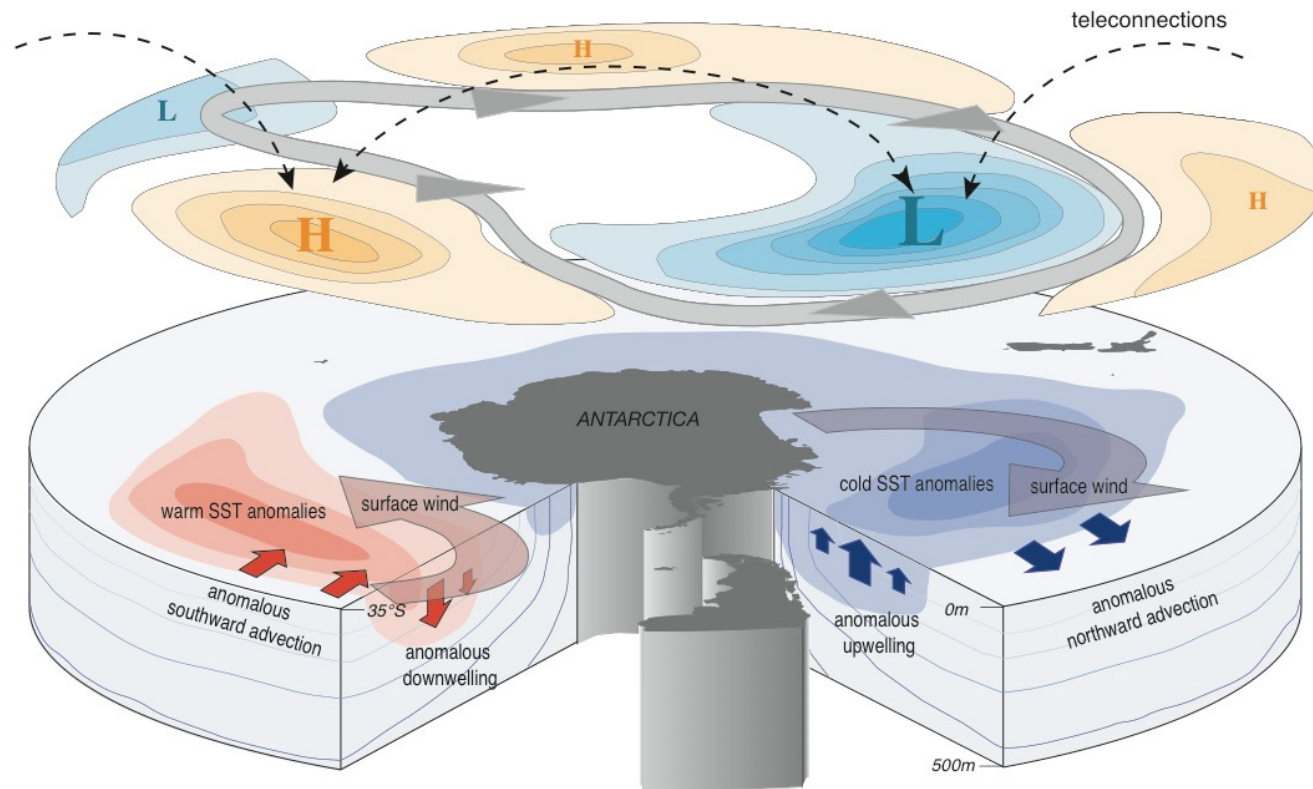 teleconnections
H
L
H
H
L
ANTARCTICA
warm SST anomalies
surface wind
cold SST anomalies
surface wind
anomalous
southward advection
35°S
anomalous
downwelling
anomalous
upwelling
0m
anomalous
northward advection
500m